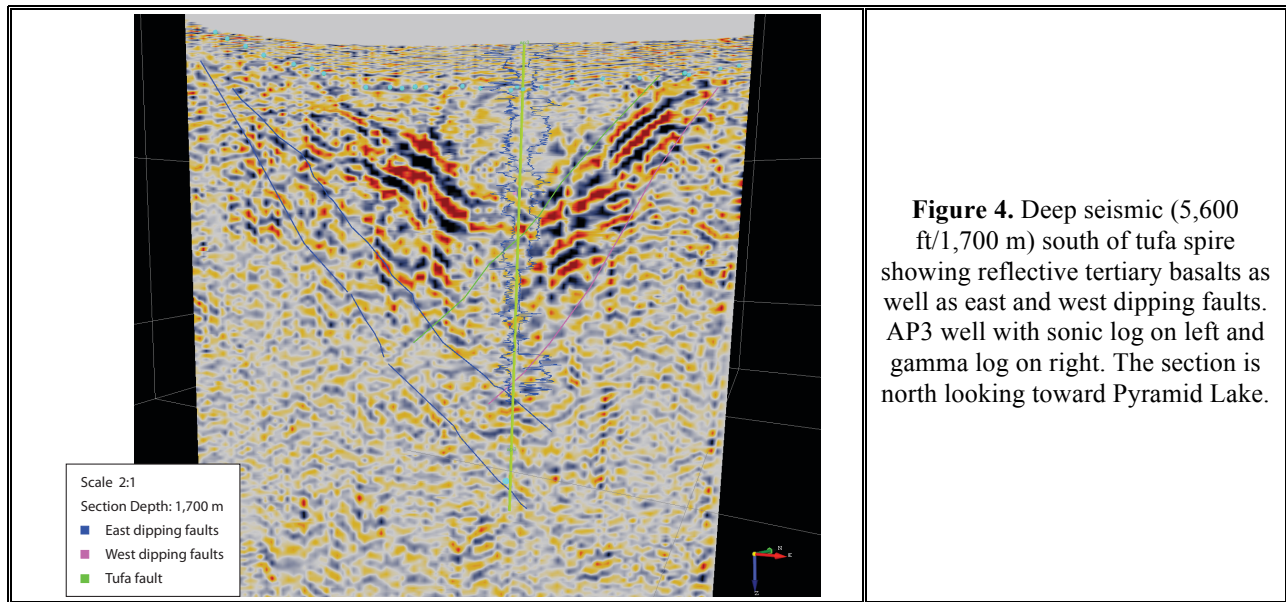 Scale 2:1
Section Depth: 1,700 m
East dipping faults
West dipping faults
Tufa fault
N
E
Z
Figure 4. Deep seismic (5,600
ft/1,700 m) south of tufa spire
showing reflective tertiary basalts as
well as east and west dipping faults.
AP3 well with sonic log on left and
gamma log on right. The section is
north looking toward Pyramid Lake.